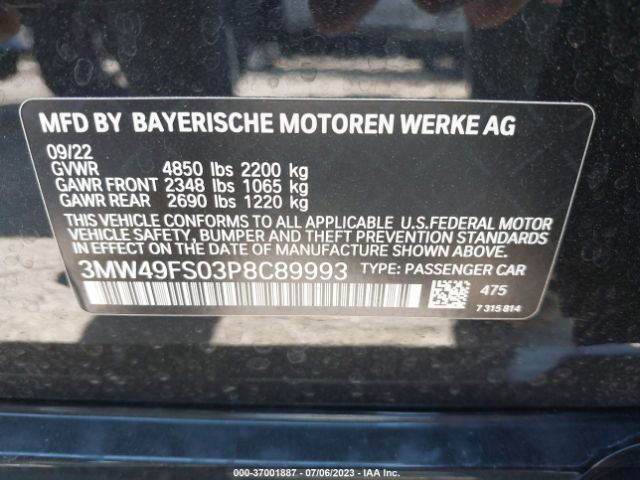 MFD BY BAYERISCHE MOTOREN WERKE AG
09/22
GVWR 4850 lbs 2200 kg
GAWR FRONT 2348 lbs 1065 kg
GAWR REAR 2690 lbs 1220 kg
THIS VEHICLE CONFORMS TO ALL APPLICABLE U.S.FEDERAL MOTOR
VEHICLE SAFETY, BUMPER, AND THEFT PREVENTION STANDARDS
IN EFFECT ON THE DATE OF MANUFACTURE SHOWN ABOVE.
3MW49FS03P8C89993 TYPE: PASSENGER CAR
475
7 315 814
000-37001887 - 07/06/2023 - IAA Inc.